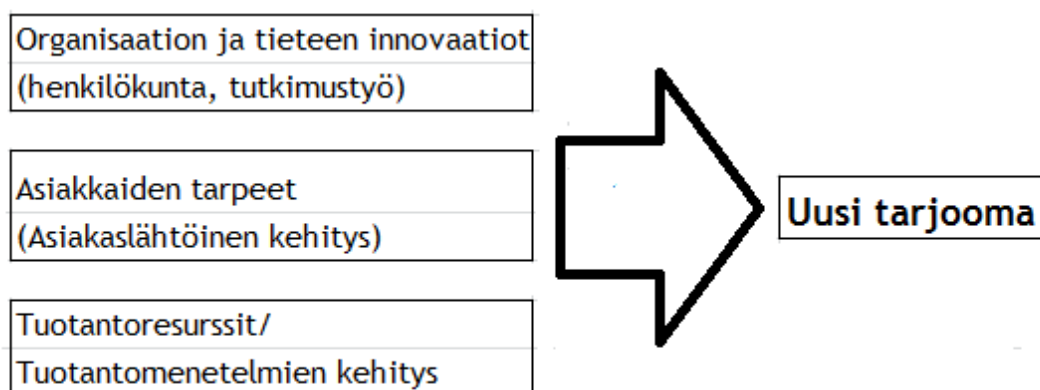 Organisaation ja tieteen innovaatiot
(henkilökunta, tutkimustyö)
Asiakkaiden tarpeet
(Asiakaslähtöinen kehitys)
Tuotantoresurssit/
Tuotantomenetelmien kehitys
Uusi tarjooma